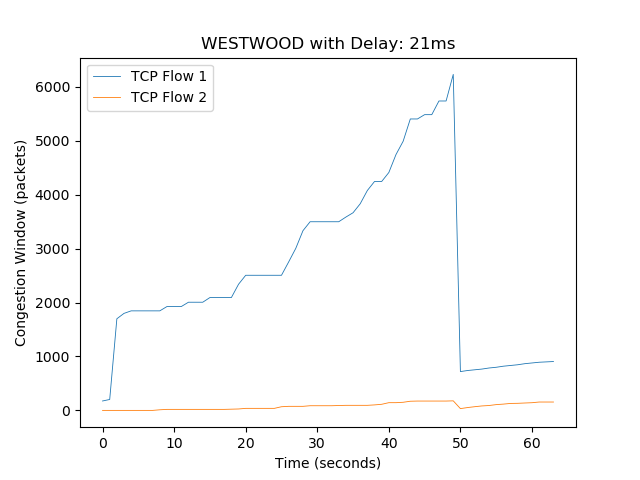 WESTWOOD with Delay: 21ms
TCP Flow 1
TCP Flow 2
6000
5000
4000
3000
2000
1000
0
Congestion Window (packets)
0 10 20 30 40 50 60
Time (seconds)